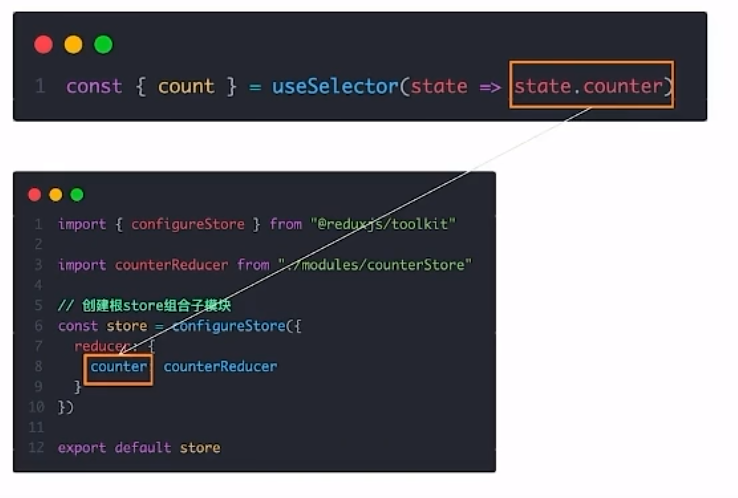 1 const { count } = useSelector(state => state.counter)
1 import { configureStore } from "@reduxjs/toolkit"
2
3 import counterReducer from "./modules/counterStore"
4
5 // 创建根store组合子模块
6 const store = configureStore({
7 reducer: {
8 counter counterReducer
9 }
10 })
11
12 export default store